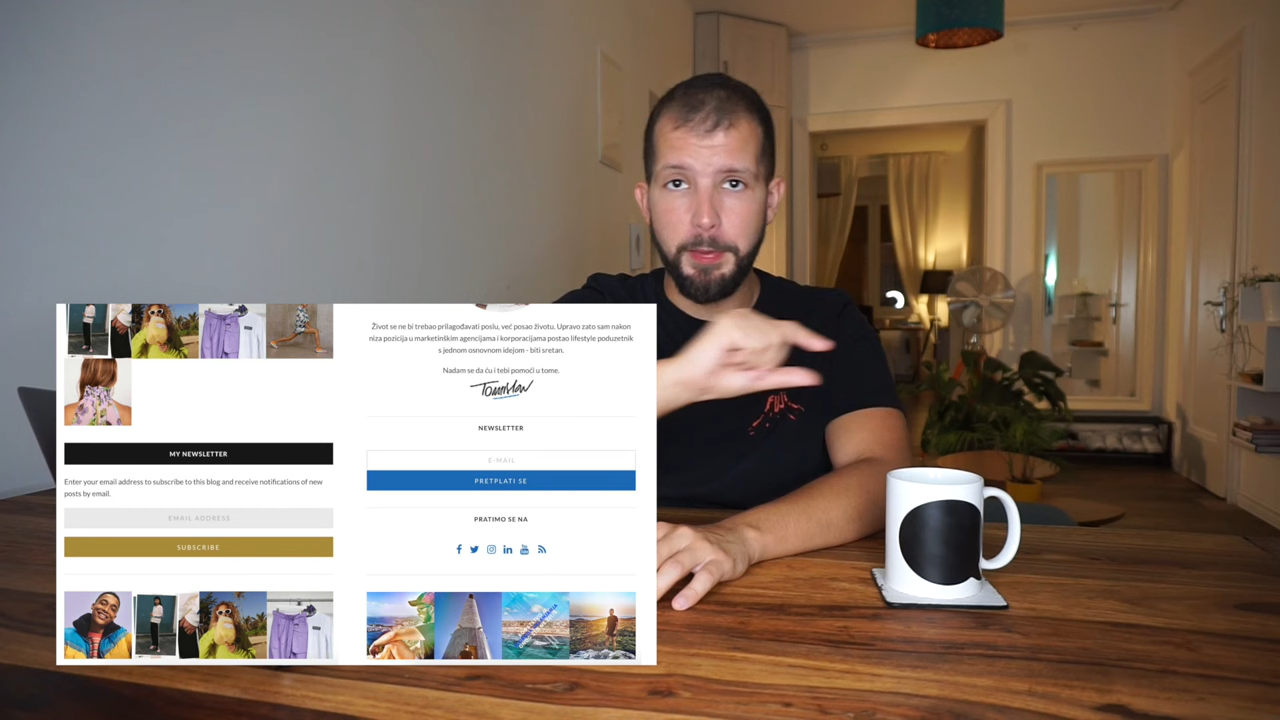 MY NEWSLETTER
Enter your email address to subscribe to this blog and receive notifications of new
posts by email.
EMAIL ADDRESS
SUBSCRIBE
Život se ne bi trebao prilagođavati poslu, već posao životu. Upravo zato sam nakon
niza pozicija u marketinškim agencijama i korporacijama postao lifestyle poduzetnik
s jednom osnovnom idejom - biti sretan.
Nadam se da ću i tebi pomoći u tome.
NEWSLETTER
E-MAIL
PRETPLATI SE
PRATIMO SE NA